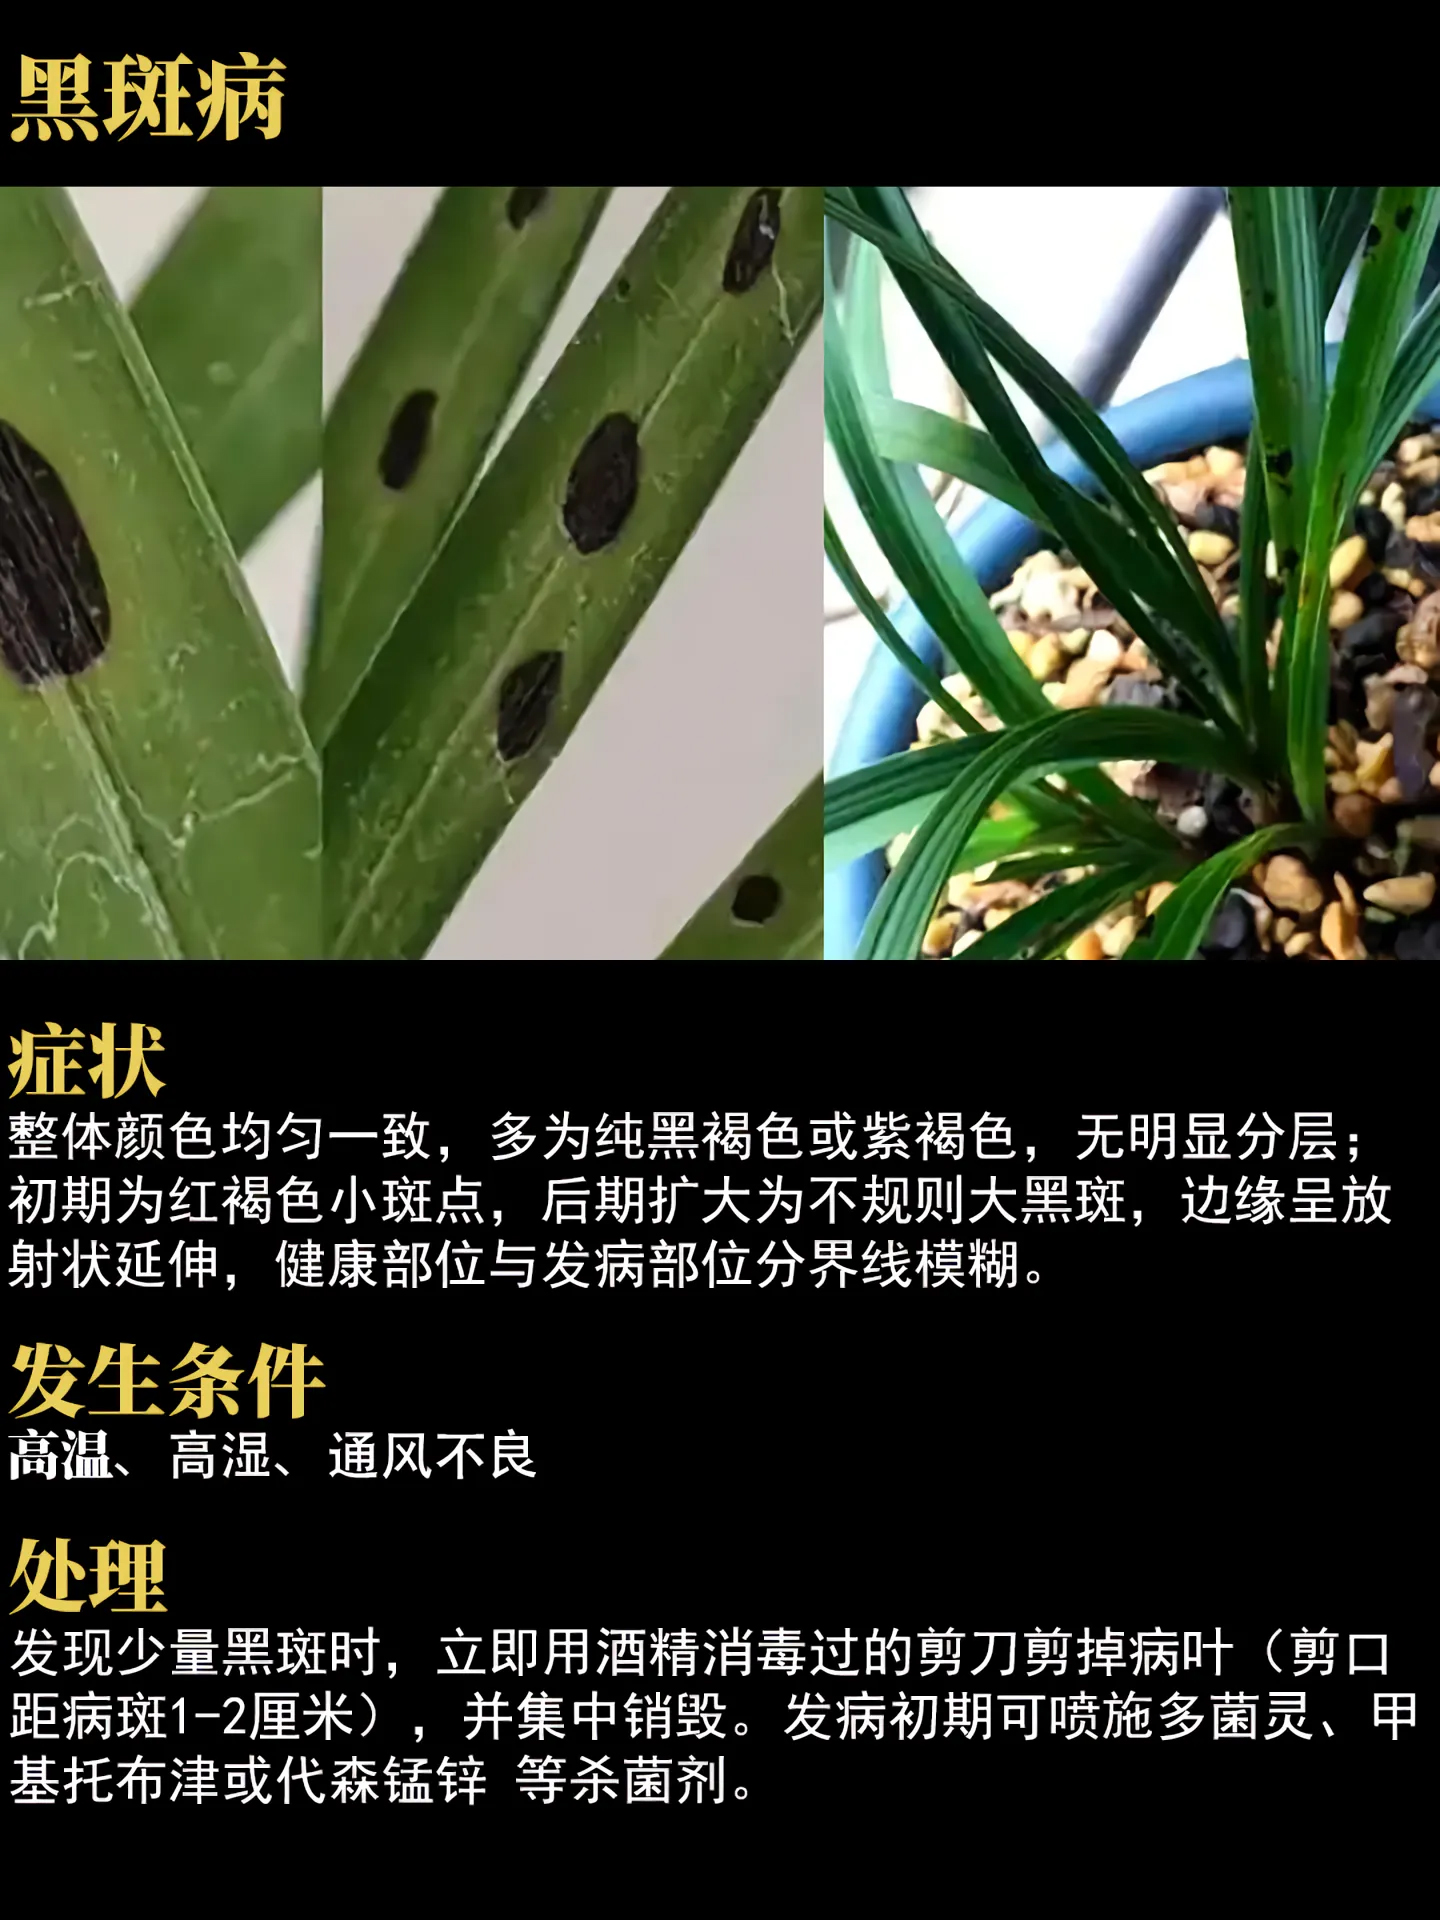 黑斑病
症状
整体颜色均匀一致，多为纯黑褐色或紫褐色，无明显分层；
初期为红褐色小斑点，后期扩大为不规则大黑斑，边缘呈放
射状延伸，健康部位与发病部位分界线模糊。
发生条件
高温、高湿、通风不良
处理
发现少量黑斑时，立即用酒精消毒过的剪刀剪掉病叶（剪口
距病斑1-2厘米），并集中销毁。发病初期可喷施多菌灵、甲
基托布津或代森锰锌 等杀菌剂。